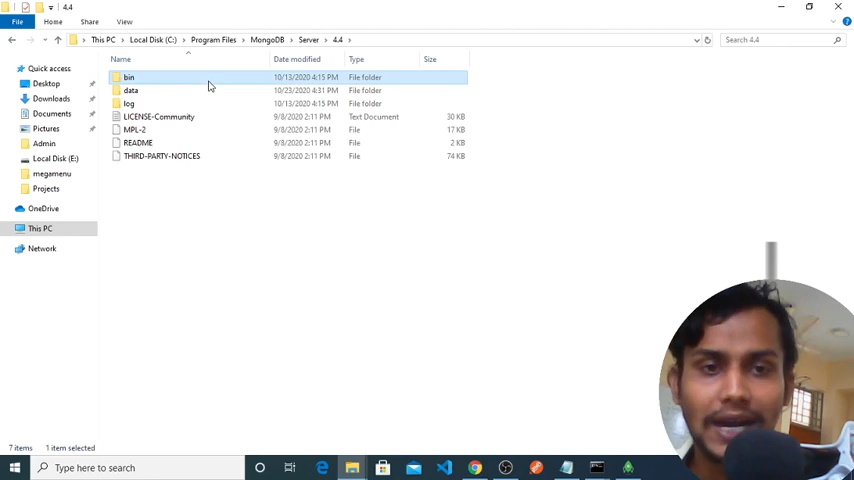 4.4
File Home Share View
This PC Local Disk (C:) Program Files MongoDB Server 4.4
Search 4.4
Name Date modified Type Size
Quick access
Desktop
Downloads
Documents
Pictures
Admin
Local Disk (E:)
megamenu
Projects
OneDrive
This PC
Network
bin 10/13/2020 4:15 PM File folder
data 10/23/2020 4:31 PM File folder
log 10/13/2020 4:15 PM File folder
LICENSE-Community 9/8/2020 2:11 PM Text Document 30 KB
MPL-2 9/8/2020 2:11 PM File 17 KB
README 9/8/2020 2:11 PM File 2 KB
THIRD-PARTY-NOTICES 9/8/2020 2:11 PM File 74 KB
7 items 1 item selected
Type here to search